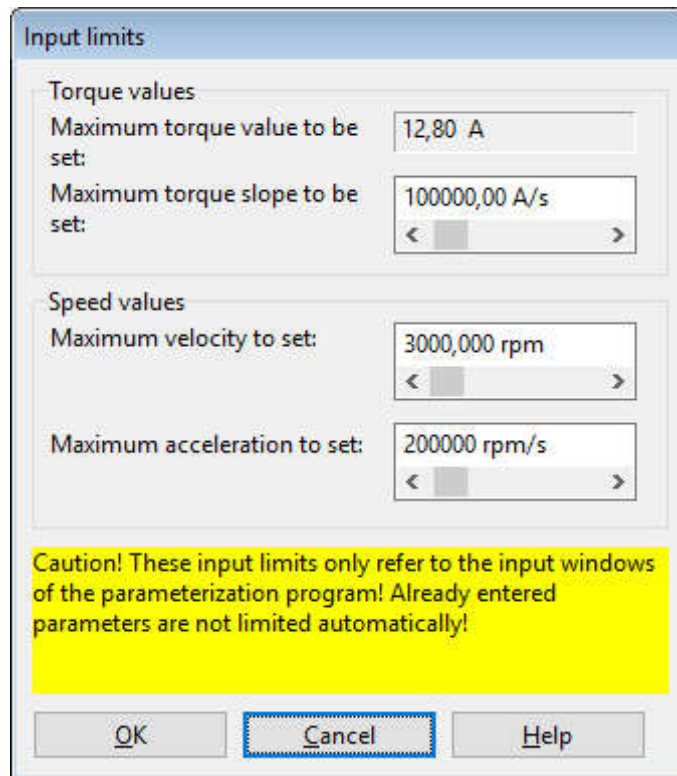 Input limits
Torque values
Maximum torque value to be
set:
12,80 A
Maximum torque slope to be
set:
100000,00 A/s
Speed values
Maximum velocity to set:
3000,000 rpm
Maximum acceleration to set:
200000 rpm/s
Caution! These input limits only refer to the input windows
of the parameterization program! Already entered
parameters are not limited automatically!
OK
Cancel
Help